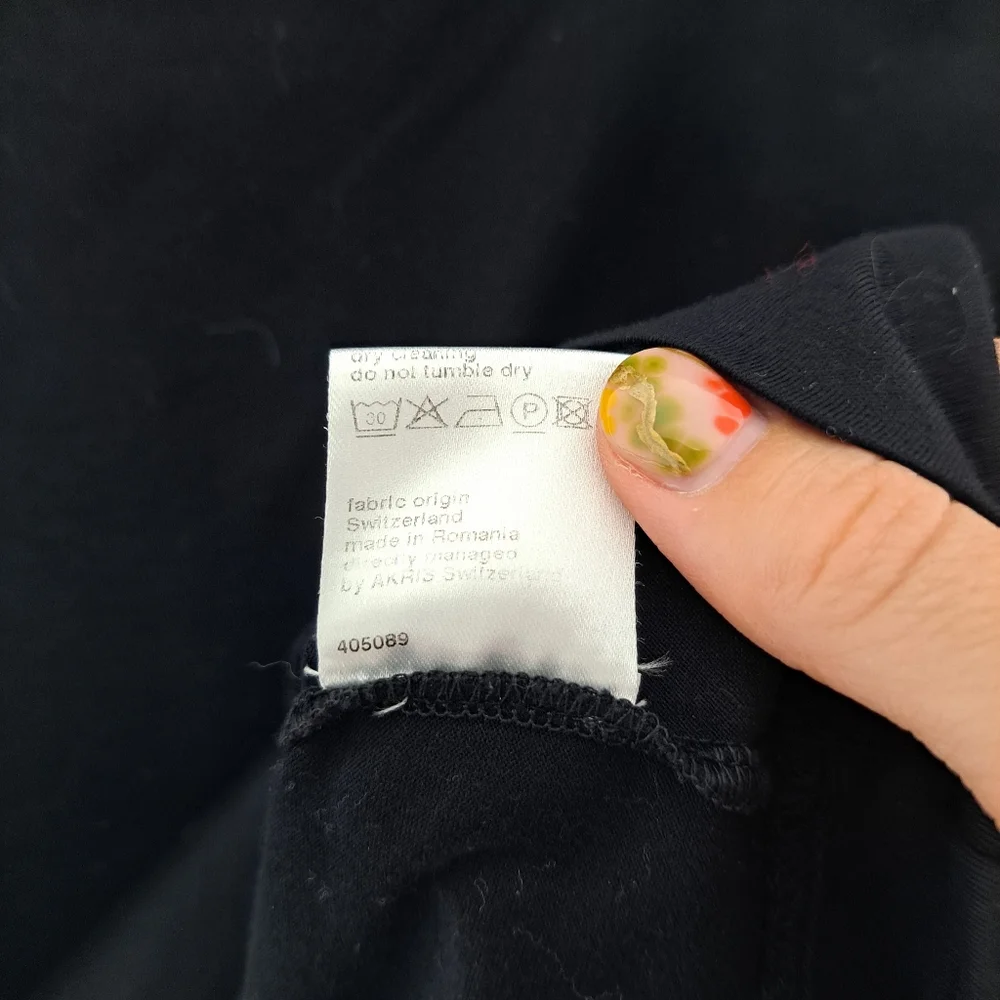 dry cleaning
do not tumble dry
30 P
fabric origin
Switzerland
made in Romania
directly managed
by AKRIS Switzerland
405089